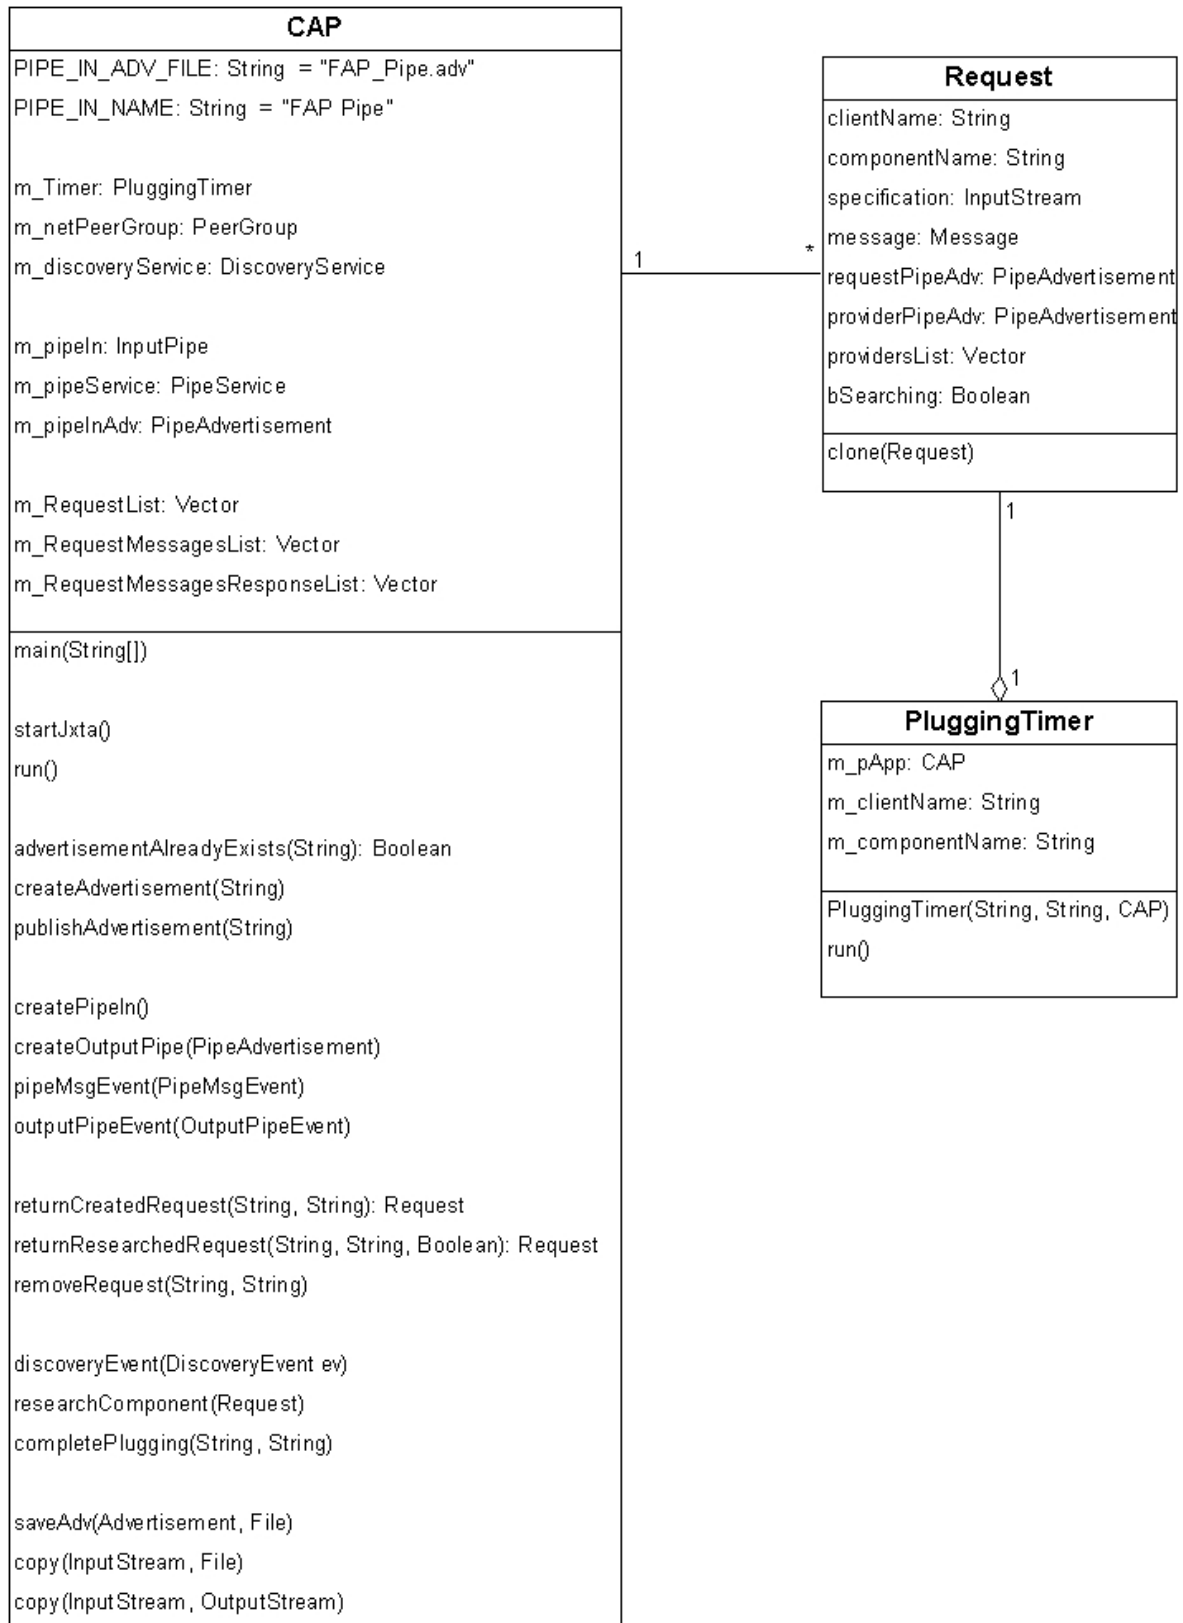 CAP
PIPE_IN_ADV_FILE: String = "FAP_Pipe.adv"
PIPE_IN_NAME: String = "FAP Pipe"
m_Timer: PluggingTimer
m_netPeerGroup: PeerGroup
m_discoveryService: DiscoveryService
m_pipeIn: InputPipe
m_pipeService: PipeService
m_pipeInAdv: PipeAdvertisement
m_RequestList: Vector
m_RequestMessagesList: Vector
m_RequestMessagesResponseList: Vector
main(String[])
startJxta()
run()
advertisementAlreadyExists(String): Boolean
createAdvertisement(String)
publishAdvertisement(String)
createPipeIn()
createOutputPipe(PipeAdvertisement)
pipeMsgEvent(PipeMsgEvent)
outputPipeEvent(OutputPipeEvent)
returnCreatedRequest(String, String): Request
returnResearchedRequest(String, String, Boolean): Request
removeRequest(String, String)
discoveryEvent(DiscoveryEvent ev)
researchComponent(Request)
completePlugging(String, String)
saveAdv(Advertisement, File)
copy(InputStream, File)
copy(InputStream, OutputStream)
1
*
Request
clientName: String
componentName: String
specification: InputStream
message: Message
requestPipeAdv: PipeAdvertisement
providerPipeAdv: PipeAdvertisement
providersList: Vector
bSearching: Boolean
clone(Request)
1
1
PluggingTimer
m_pApp: CAP
m_clientName: String
m_componentName: String
PluggingTimer(String, String, CAP)
run()